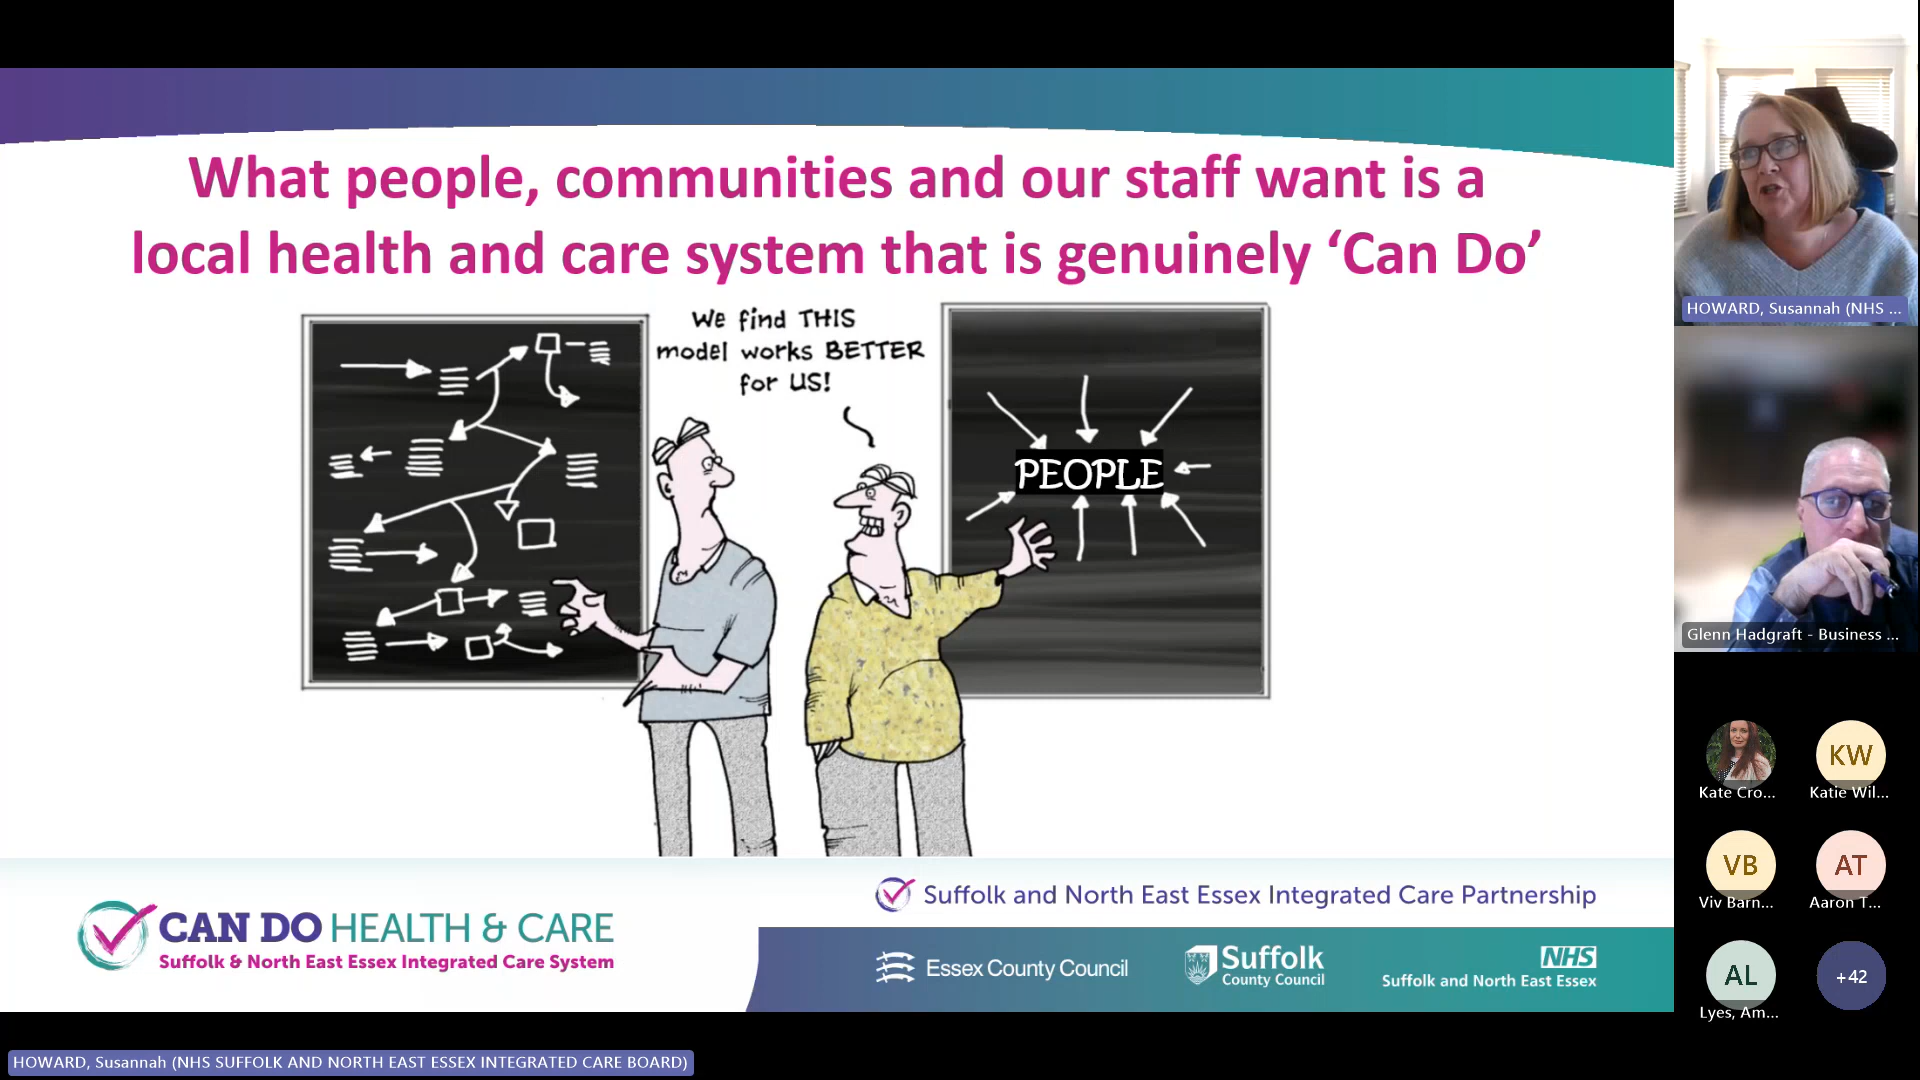 What people, communities and our staff want is a
local health and care system that is genuinely ‘Can Do’
We find THIS
model works BETTER
for US!
PEOPLE
CAN DO HEALTH & CARE
Suffolk & North East Essex Integrated Care System
Suffolk and North East Essex Integrated Care Partnership
Essex County Council
Suffolk
County Council
NHS
Suffolk and North East Essex
HOWARD, Susannah (NHS SUFFOLK AND NORTH EAST ESSEX INTEGRATED CARE BOARD)
HOWARD, Susannah (NHS ...
Glenn Hadgraft - Business ...
Kate Cro...
KW
Katie Wil...
VB
Viv Barn...
AT
Aaron T...
AL
Lyes, Am...
+42